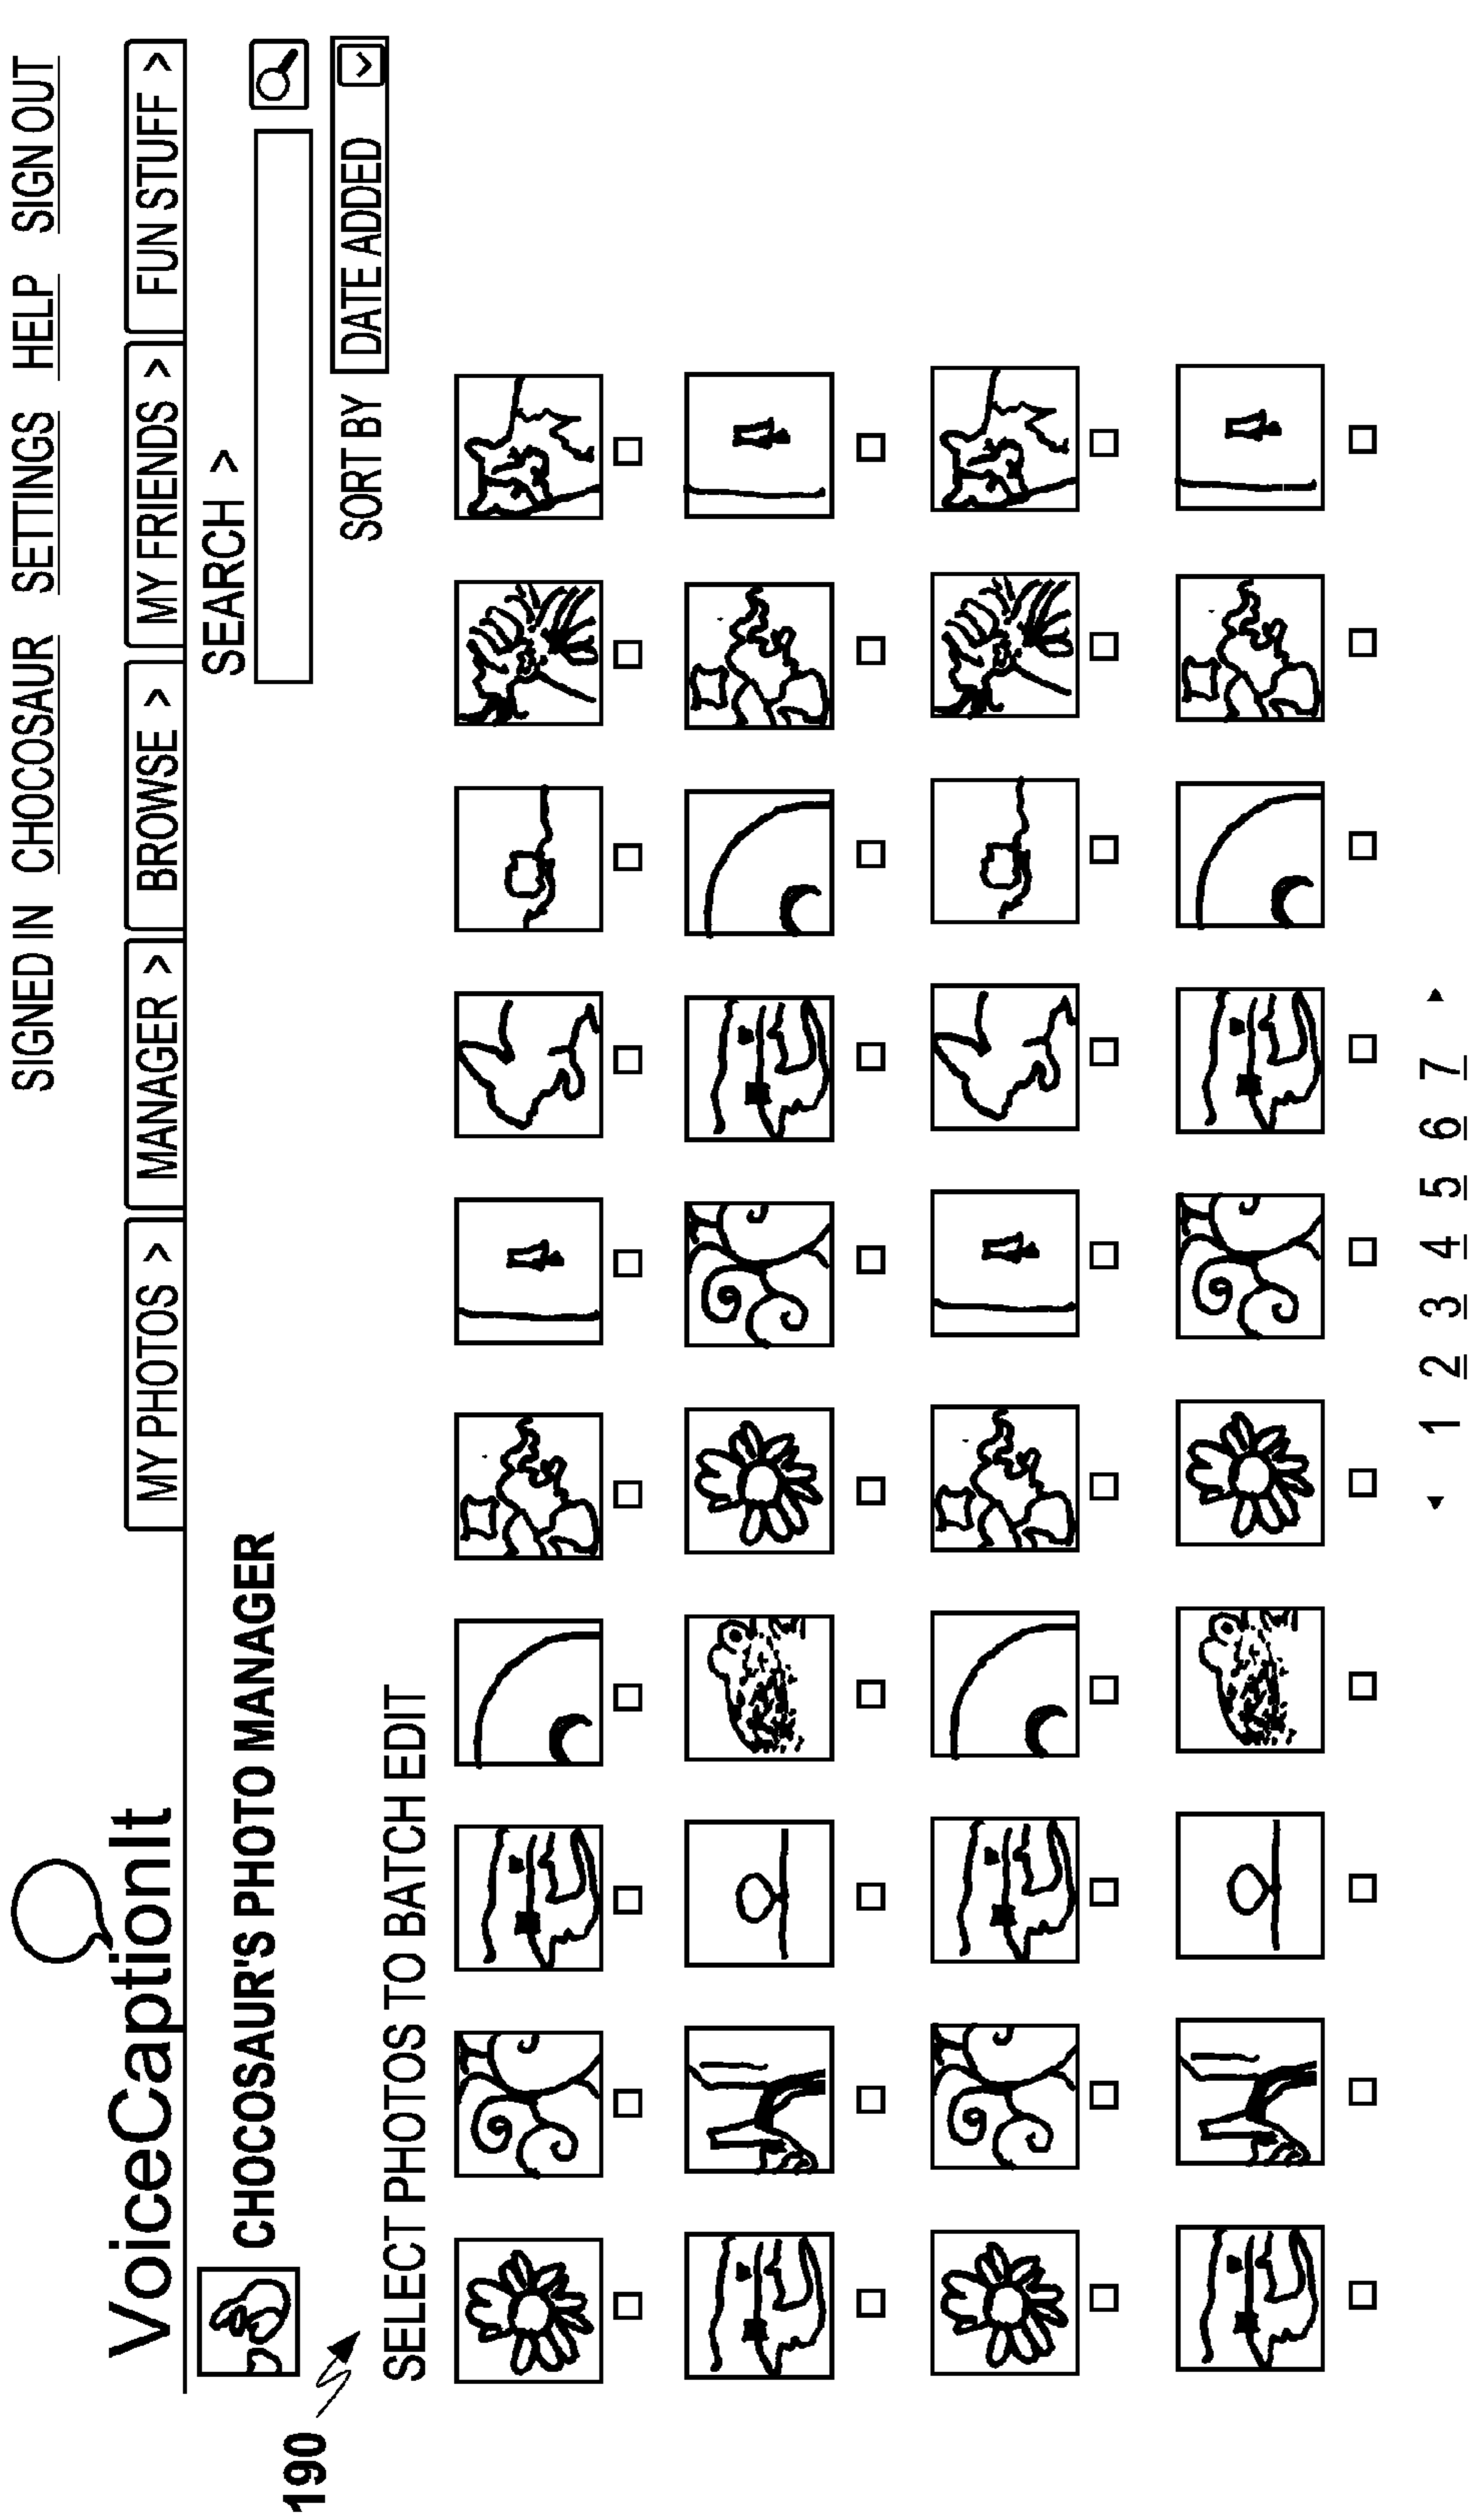 SIGNED IN CHOCOSAUR SETTINGS HELP SIGN OUT
VoiceCaptionIt
MY PHOTOS > MANAGER > BROWSE > MY FRIENDS > FUN STUFF >
CHOCOSAUR'S PHOTO MANAGER
SEARCH >
190
SORT BY DATE ADDED
SELECT PHOTOS TO BATCH EDIT
1 2 3 4 5 6 7